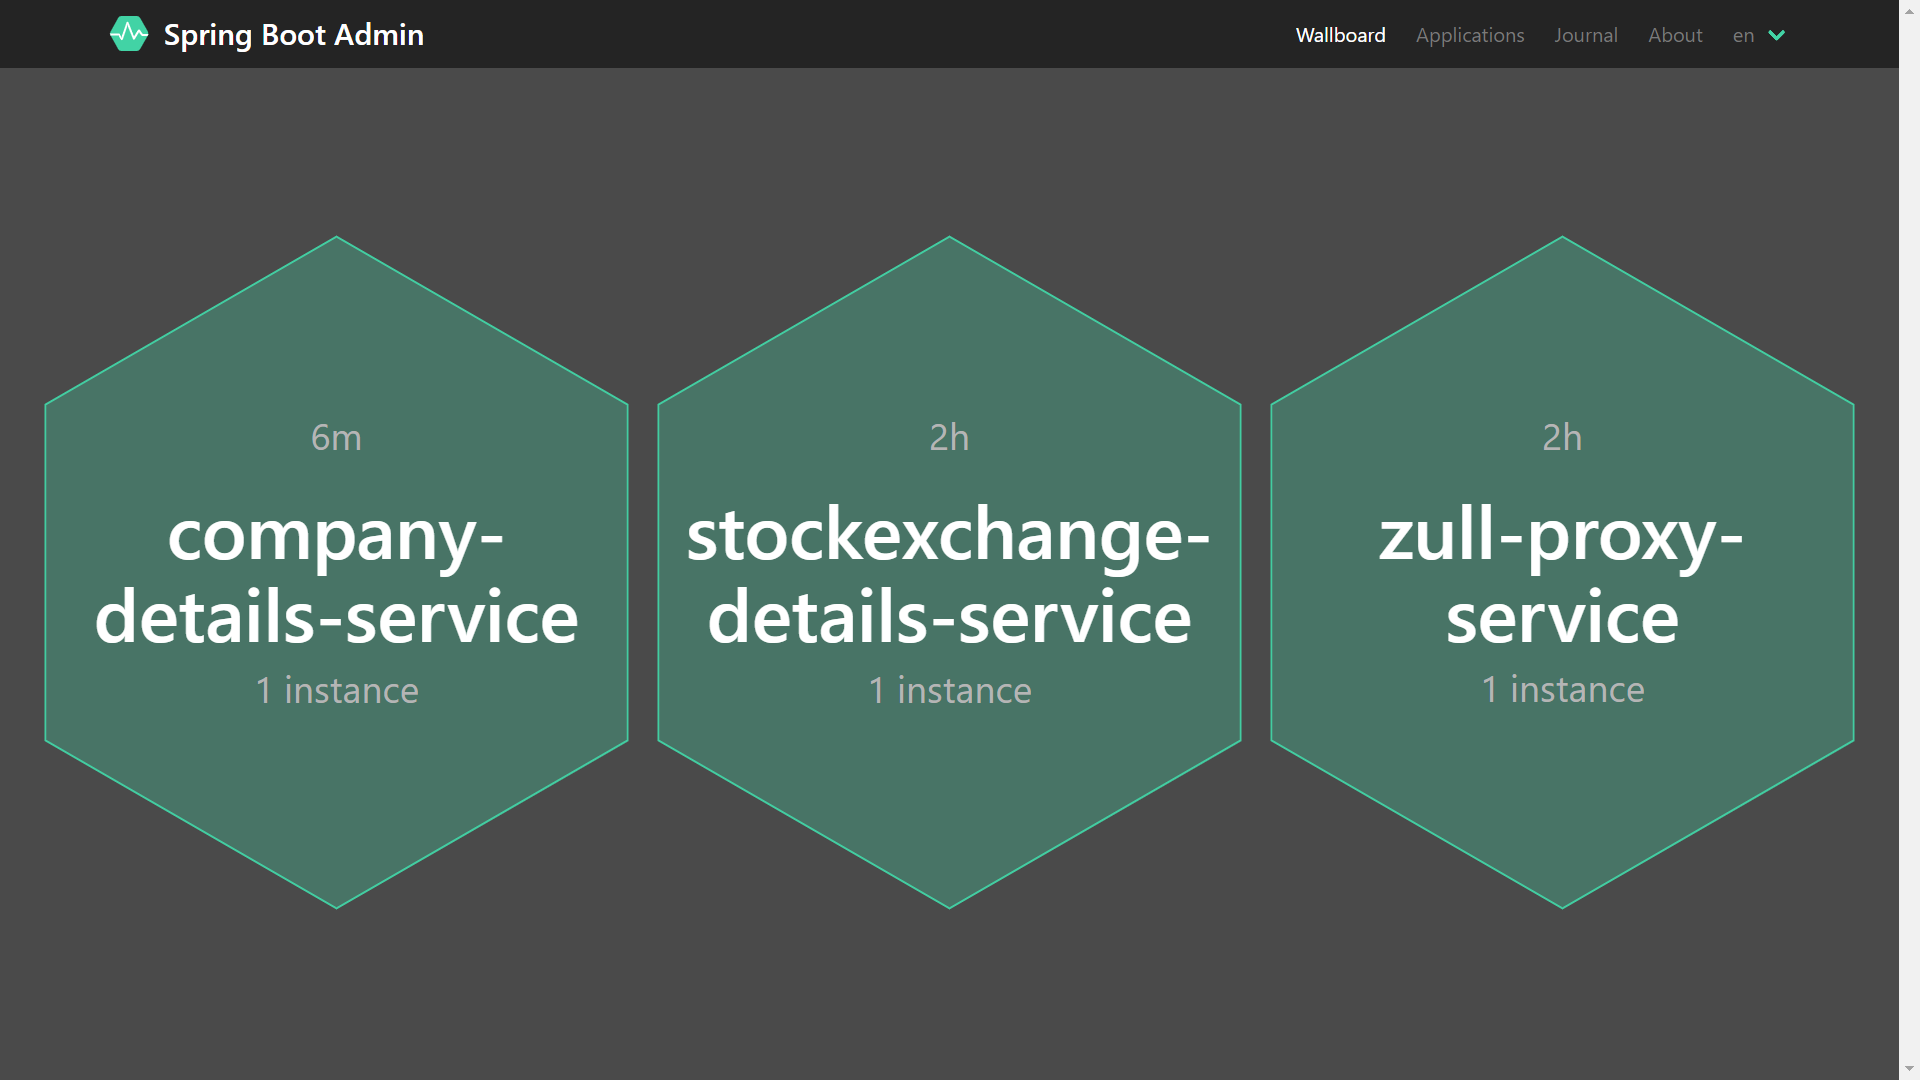 Spring Boot Admin
Wallboard Applications Journal About en
6m
company-
details-service
1 instance
2h
stockexchange-
details-service
1 instance
2h
zull-proxy-
service
1 instance